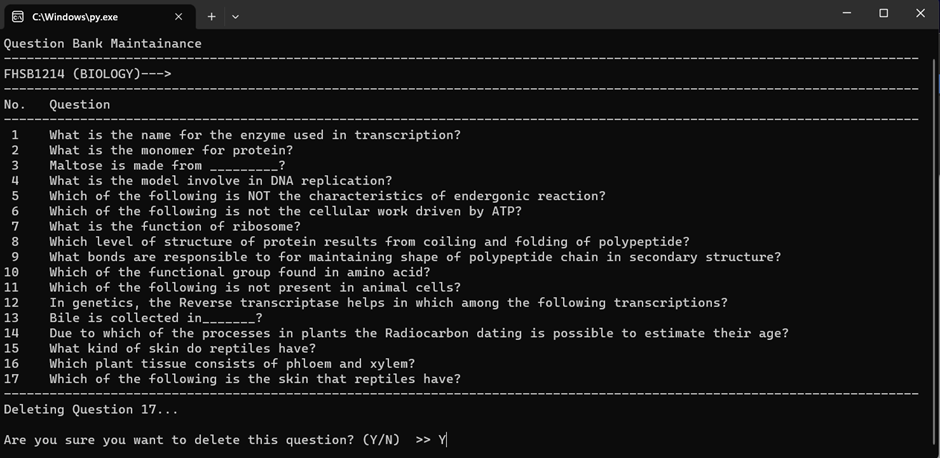 C:\Windows\py.exe
Question Bank Maintainance
FHSB1214 (BIOLOGY)--->
No. Question
1 What is the name for the enzyme used in transcription?
2 What is the monomer for protein?
3 Maltose is made from _________?
4 What is the model involve in DNA replication?
5 Which of the following is NOT the characteristics of endergonic reaction?
6 Which of the following is not the cellular work driven by ATP?
7 What is the function of ribosome?
8 Which level of structure of protein results from coiling and folding of polypeptide?
9 What bonds are responsible to for maintaining shape of polypeptide chain in secondary structure?
10 Which of the functional group found in amino acid?
11 Which of the following is not present in animal cells?
12 In genetics, the Reverse transcriptase helps in which among the following transcriptions?
13 Bile is collected in_______?
14 Due to which of the processes in plants the Radiocarbon dating is possible to estimate their age?
15 What kind of skin do reptiles have?
16 Which plant tissue consists of phloem and xylem?
17 Which of the following is the skin that reptiles have?
Deleting Question 17...
Are you sure you want to delete this question? (Y/N) >> Y